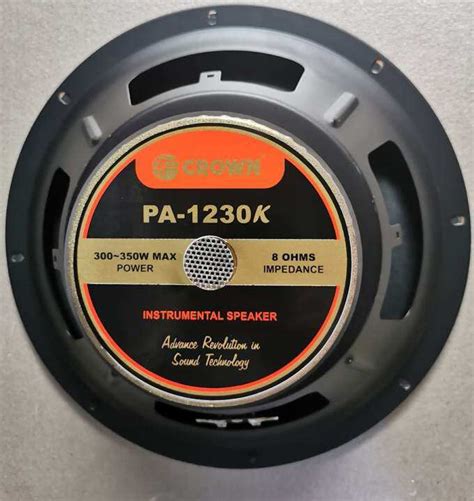 CROWN
PA-1230K
300~350W MAX
POWER
8 OHMS
IMPEDANCE
INSTRUMENTAL SPEAKER
Advance Revolution in
Sound Technology